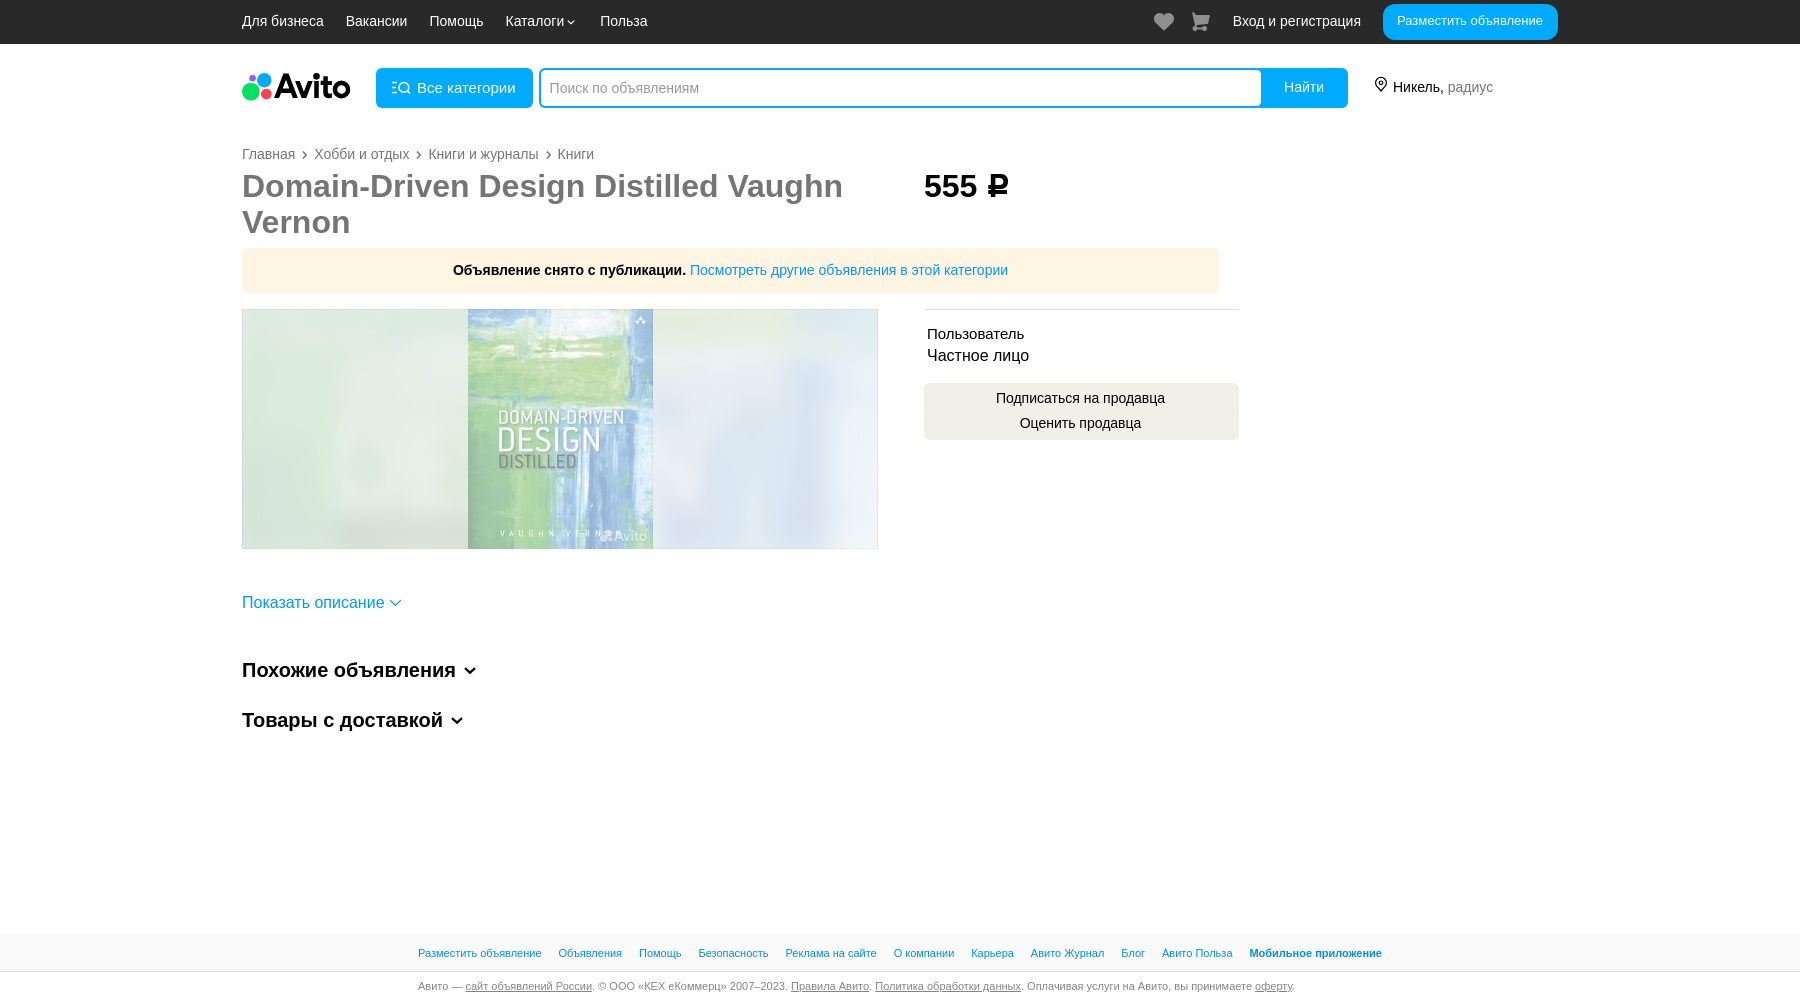 Для бизнеса Вакансии Помощь Каталоги Польза Вход и регистрация Разместить объявление
Avito Все категории Поиск по объявлениям Найти Никель, радиус
Главная Хобби и отдых Книги и журналы Книги
Domain-Driven Design Distilled Vaughn
Vernon
555 ₽
Объявление снято с публикации. Посмотреть другие объявления в этой категории
DOMAIN-DRIVEN
DESIGN
DISTILLED
VAUGHN VERNON
Avito
Пользователь
Частное лицо
Подписаться на продавца
Оценить продавца
Показать описание
Похожие объявления
Товары с доставкой
Разместить объявление Объявления Помощь Безопасность Реклама на сайте О компании Карьера Авито Журнал Блог Авито Польза Мобильное приложение
Авито — сайт объявлений России. © ООО «КЕХ еКоммерц» 2007–2023. Правила Авито. Политика обработки данных. Оплачивая услуги на Авито, вы принимаете оферту.